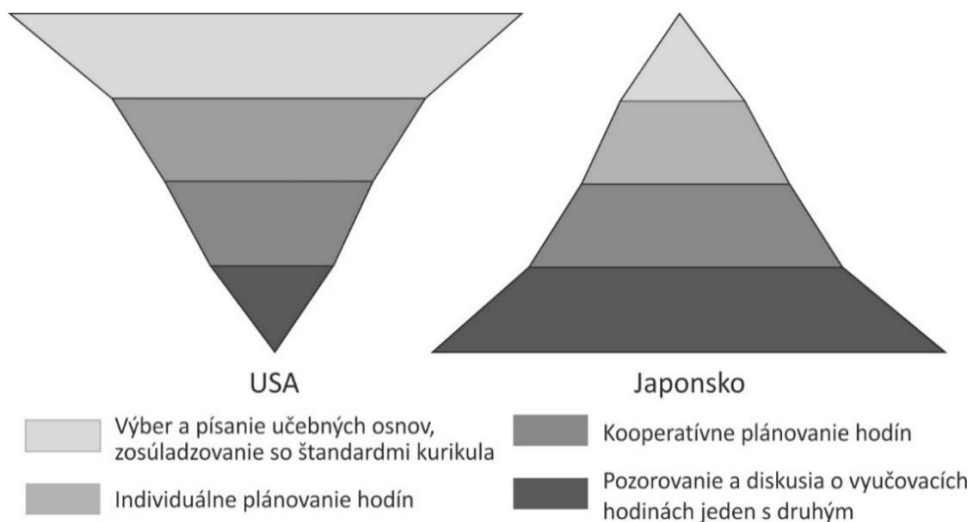 USA
Japonsko
Výber a písanie učebných osnov,
zosúladzovanie so štandardmi kurikula
Individuálne plánovanie hodín
Kooperatívne plánovanie hodín
Pozorovanie a diskusia o vyučovacích
hodinách jeden s druhým